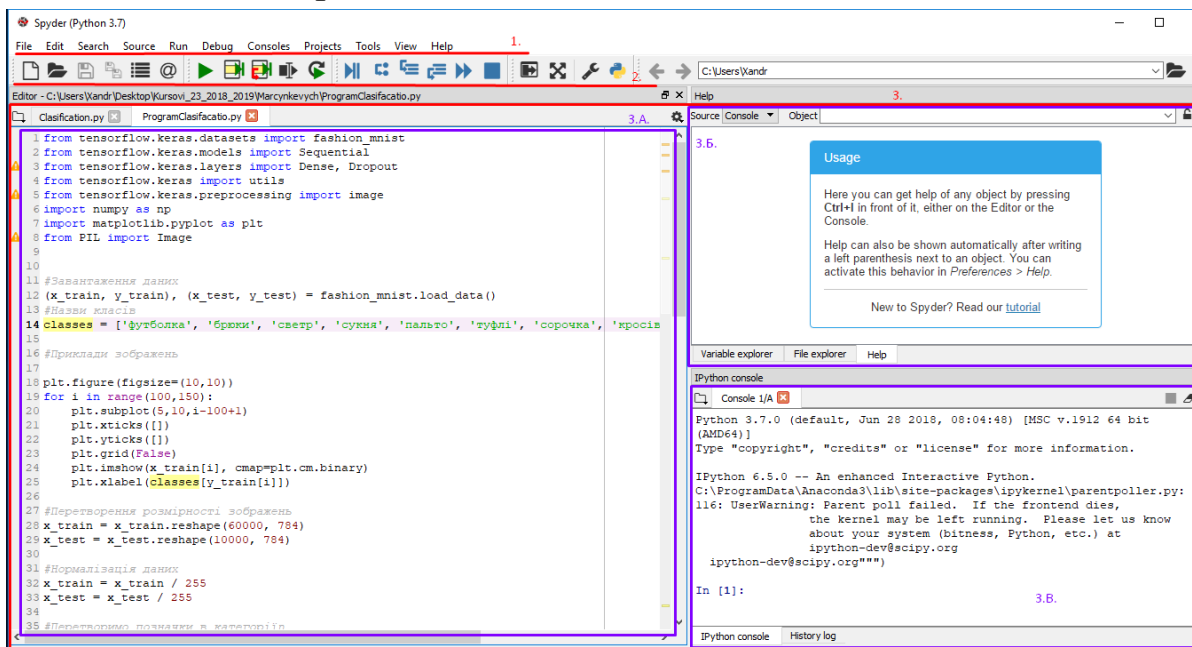 Spyder (Python 3.7)
File Edit Search Source Run Debug Consoles Projects Tools View Help
1.
2.
C:\Users\Xandr
Editor - C:\Users\Xandr\Desktop\Kursovi_23_2018_2019\Marcynkevych\ProgramClasifacatio.py
Clasification.py ProgramClasifacatio.py
3.А.
1 from tensorflow.keras.datasets import fashion_mnist
2 from tensorflow.keras.models import Sequential
3 from tensorflow.keras.layers import Dense, Dropout
4 from tensorflow.keras import utils
5 from tensorflow.keras.preprocessing import image
6 import numpy as np
7 import matplotlib.pyplot as plt
8 from PIL import Image
9
10
11 #Завантаження даних
12 (x_train, y_train), (x_test, y_test) = fashion_mnist.load_data()
13 #Назви класів
14 classes = ['футболка', 'брюки', 'светр', 'сукня', 'пальто', 'туфлі', 'сорочка', 'кросів
15
16 #Приклади зображень
17
18 plt.figure(figsize=(10,10))
19 for i in range(100,150):
20 plt.subplot(5,10,i-100+1)
21 plt.xticks([])
22 plt.yticks([])
23 plt.grid(False)
24 plt.imshow(x_train[i], cmap=plt.cm.binary)
25 plt.xlabel(classes[y_train[i]])
26
27 #Перетворення розмірності зображень
28 x_train = x_train.reshape(60000, 784)
29 x_test = x_test.reshape(10000, 784)
30
31 #Нормалізація даних
32 x_train = x_train / 255
33 x_test = x_test / 255
34
35 #Перетворимо позначки в категорії
Help
3.
Source Console Object
3.Б.
Usage
Here you can get help of any object by pressing
Ctrl+I in front of it, either on the Editor or the
Console.
Help can also be shown automatically after writing
a left parenthesis next to an object. You can
activate this behavior in Preferences > Help.
New to Spyder? Read our tutorial
Variable explorer File explorer Help
IPython console
Console 1/A
Python 3.7.0 (default, Jun 28 2018, 08:04:48) [MSC v.1912 64 bit
(AMD64)]
Type "copyright", "credits" or "license" for more information.
IPython 6.5.0 -- An enhanced Interactive Python.
C:\ProgramData\Anaconda3\lib\site-packages\ipykernel\parentpoller.py:
116: UserWarning: Parent poll failed. If the frontend dies,
the kernel may be left running. Please let us know
about your system (bitness, Python, etc.) at
ipython-dev@scipy.org
ipython-dev@scipy.org""")
In [1]:
3.В.
IPython console History log